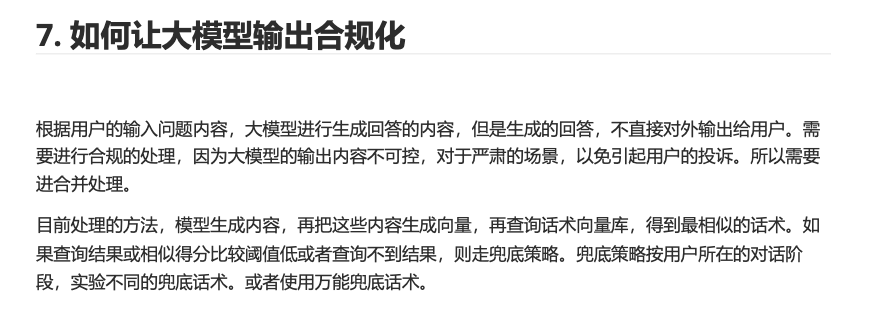 7. 如何让大模型输出合规化
根据用户的输入问题内容，大模型进行生成回答的内容，但是生成的回答，不直接对外输出给用户。需
要进行合规的处理，因为大模型的输出内容不可控，对于严肃的场景，以免引起用户的投诉。所以需要
进合并处理。
目前处理的方法，模型生成内容，再把这些内容生成向量，再查询话术向量库，得到最相似的话术。如
果查询结果或相似得分比较阈值低或者查询不到结果，则走兜底策略。兜底策略按用户所在的对话阶
段，实验不同的兜底话术。或者使用万能兜底话术。